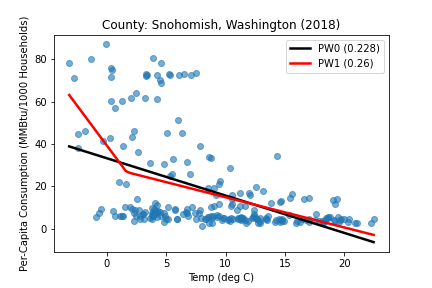 County: Snohomish, Washington (2018)
Per-Capita Consumption (MMBtu/1000 Households)
80
60
40
20
0
PW0 (0.228)
PW1 (0.26)
0 5 10 15 20
Temp (deg C)